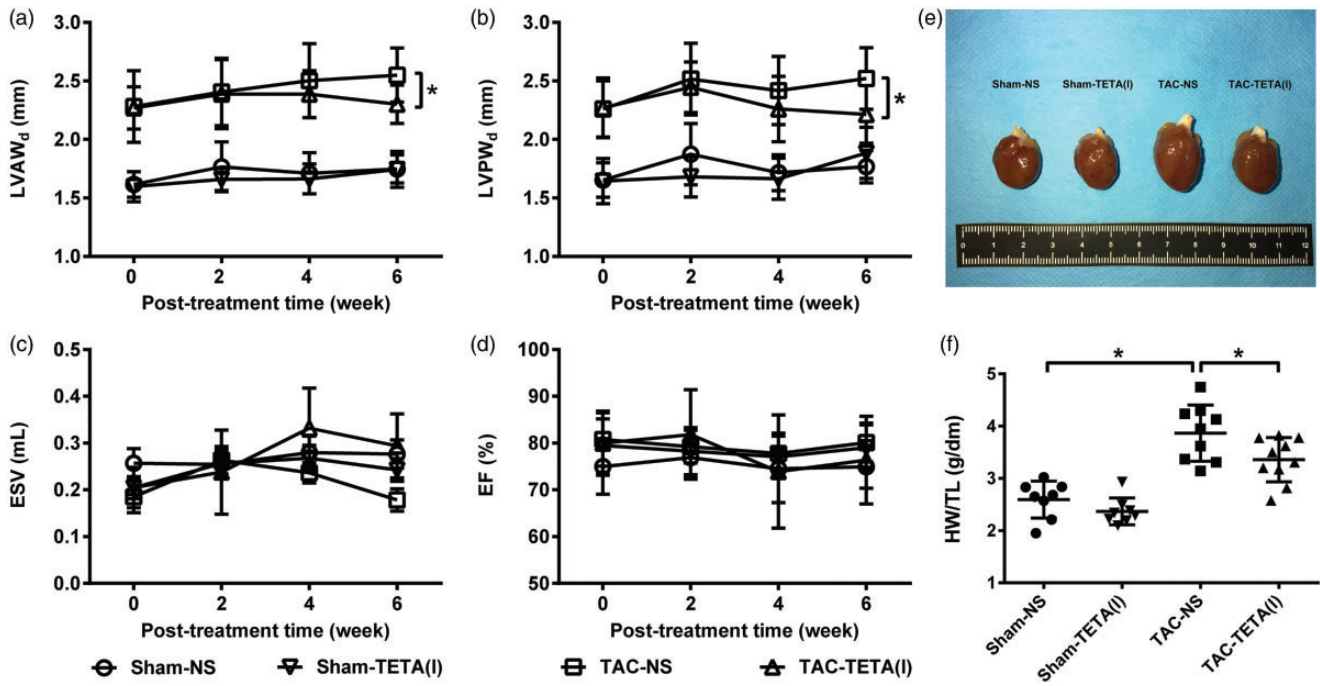 (a)
LVAWd (mm)
3.0
2.5
2.0
1.5
1.0
*
0 2 4 6
Post-treatment time (week)
(b)
LVPWd (mm)
3.0
2.5
2.0
1.5
1.0
*
0 2 4 6
Post-treatment time (week)
(e)
Sham-NS Sham-TETA(l) TAC-NS TAC-TETA(l)
0 1 2 3 4 5 6 7 8 9 10 11 12
(c)
ESV (mL)
0.5
0.4
0.3
0.2
0.1
0.0
0 2 4 6
Post-treatment time (week)
(d)
EF (%)
100
90
80
70
60
50
0 2 4 6
Post-treatment time (week)
Sham-NS Sham-TETA(l) TAC-NS TAC-TETA(l)
(f)
* *
HW/TL (g/dm)
5
4
3
2
1
Sham-NS
Sham-TETA(l)
TAC-NS
TAC-TETA(l)